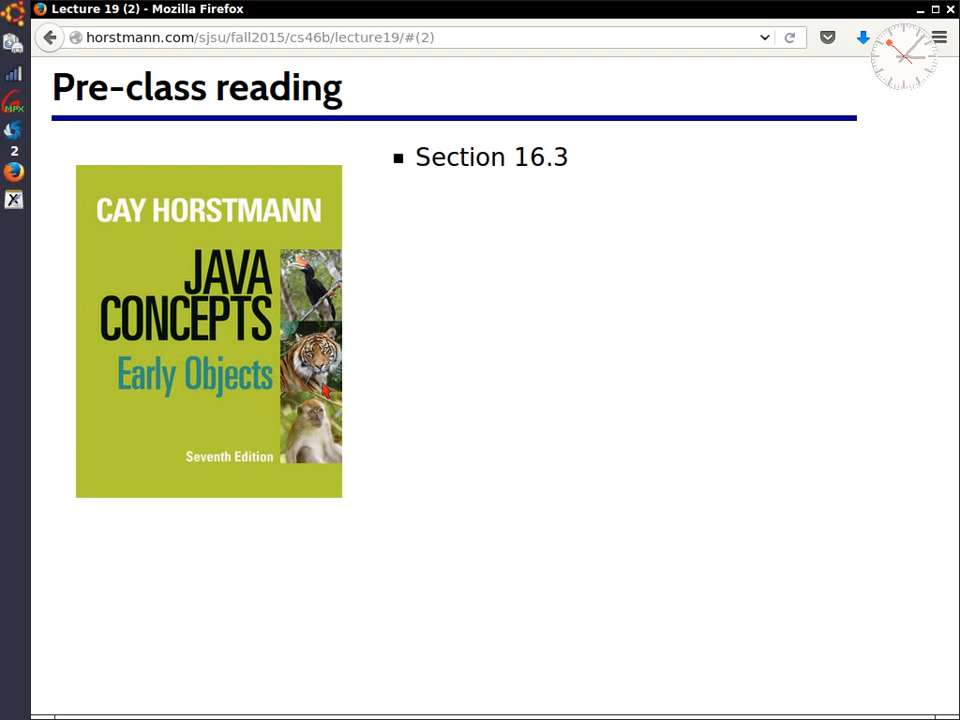 Lecture 19 (2) - Mozilla Firefox
horstmann.com/sjsu/fall2015/cs46b/lecture19/#(2)
MPX
2
X
Pre-class reading
▪ Section 16.3
CAY HORSTMANN
JAVA
CONCEPTS
Early Objects
Seventh Edition